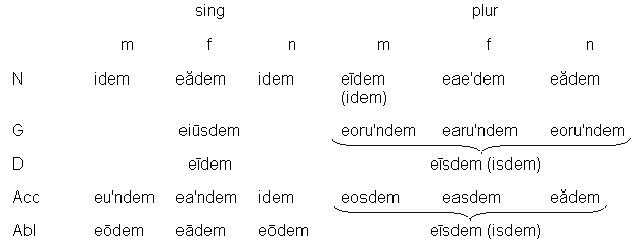 sing plur
m f n m f n
N idem eădem idem eīdem eae'dem eădem
(idem)
G eiūsdem eoru'ndem earu'ndem eoru'ndem
D eīdem eīsdem (isdem)
Acc eu'ndem ea'ndem idem eosdem easdem eădem
Abl eōdem eādem eōdem eīsdem (isdem)